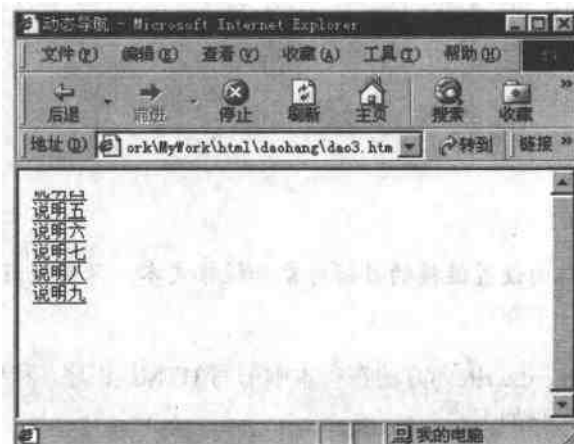 动态导航 - Microsoft Internet Explorer
文件(F) 编辑(E) 查看(V) 收藏(A) 工具(T) 帮助(H)
后退 前进 停止 刷新 主页 搜索 收藏 »
地址(D) ork\MyWork\html\daohang\dao3.htm 转到 链接 »
说明四
说明五
说明六
说明七
说明八
说明九
我的电脑